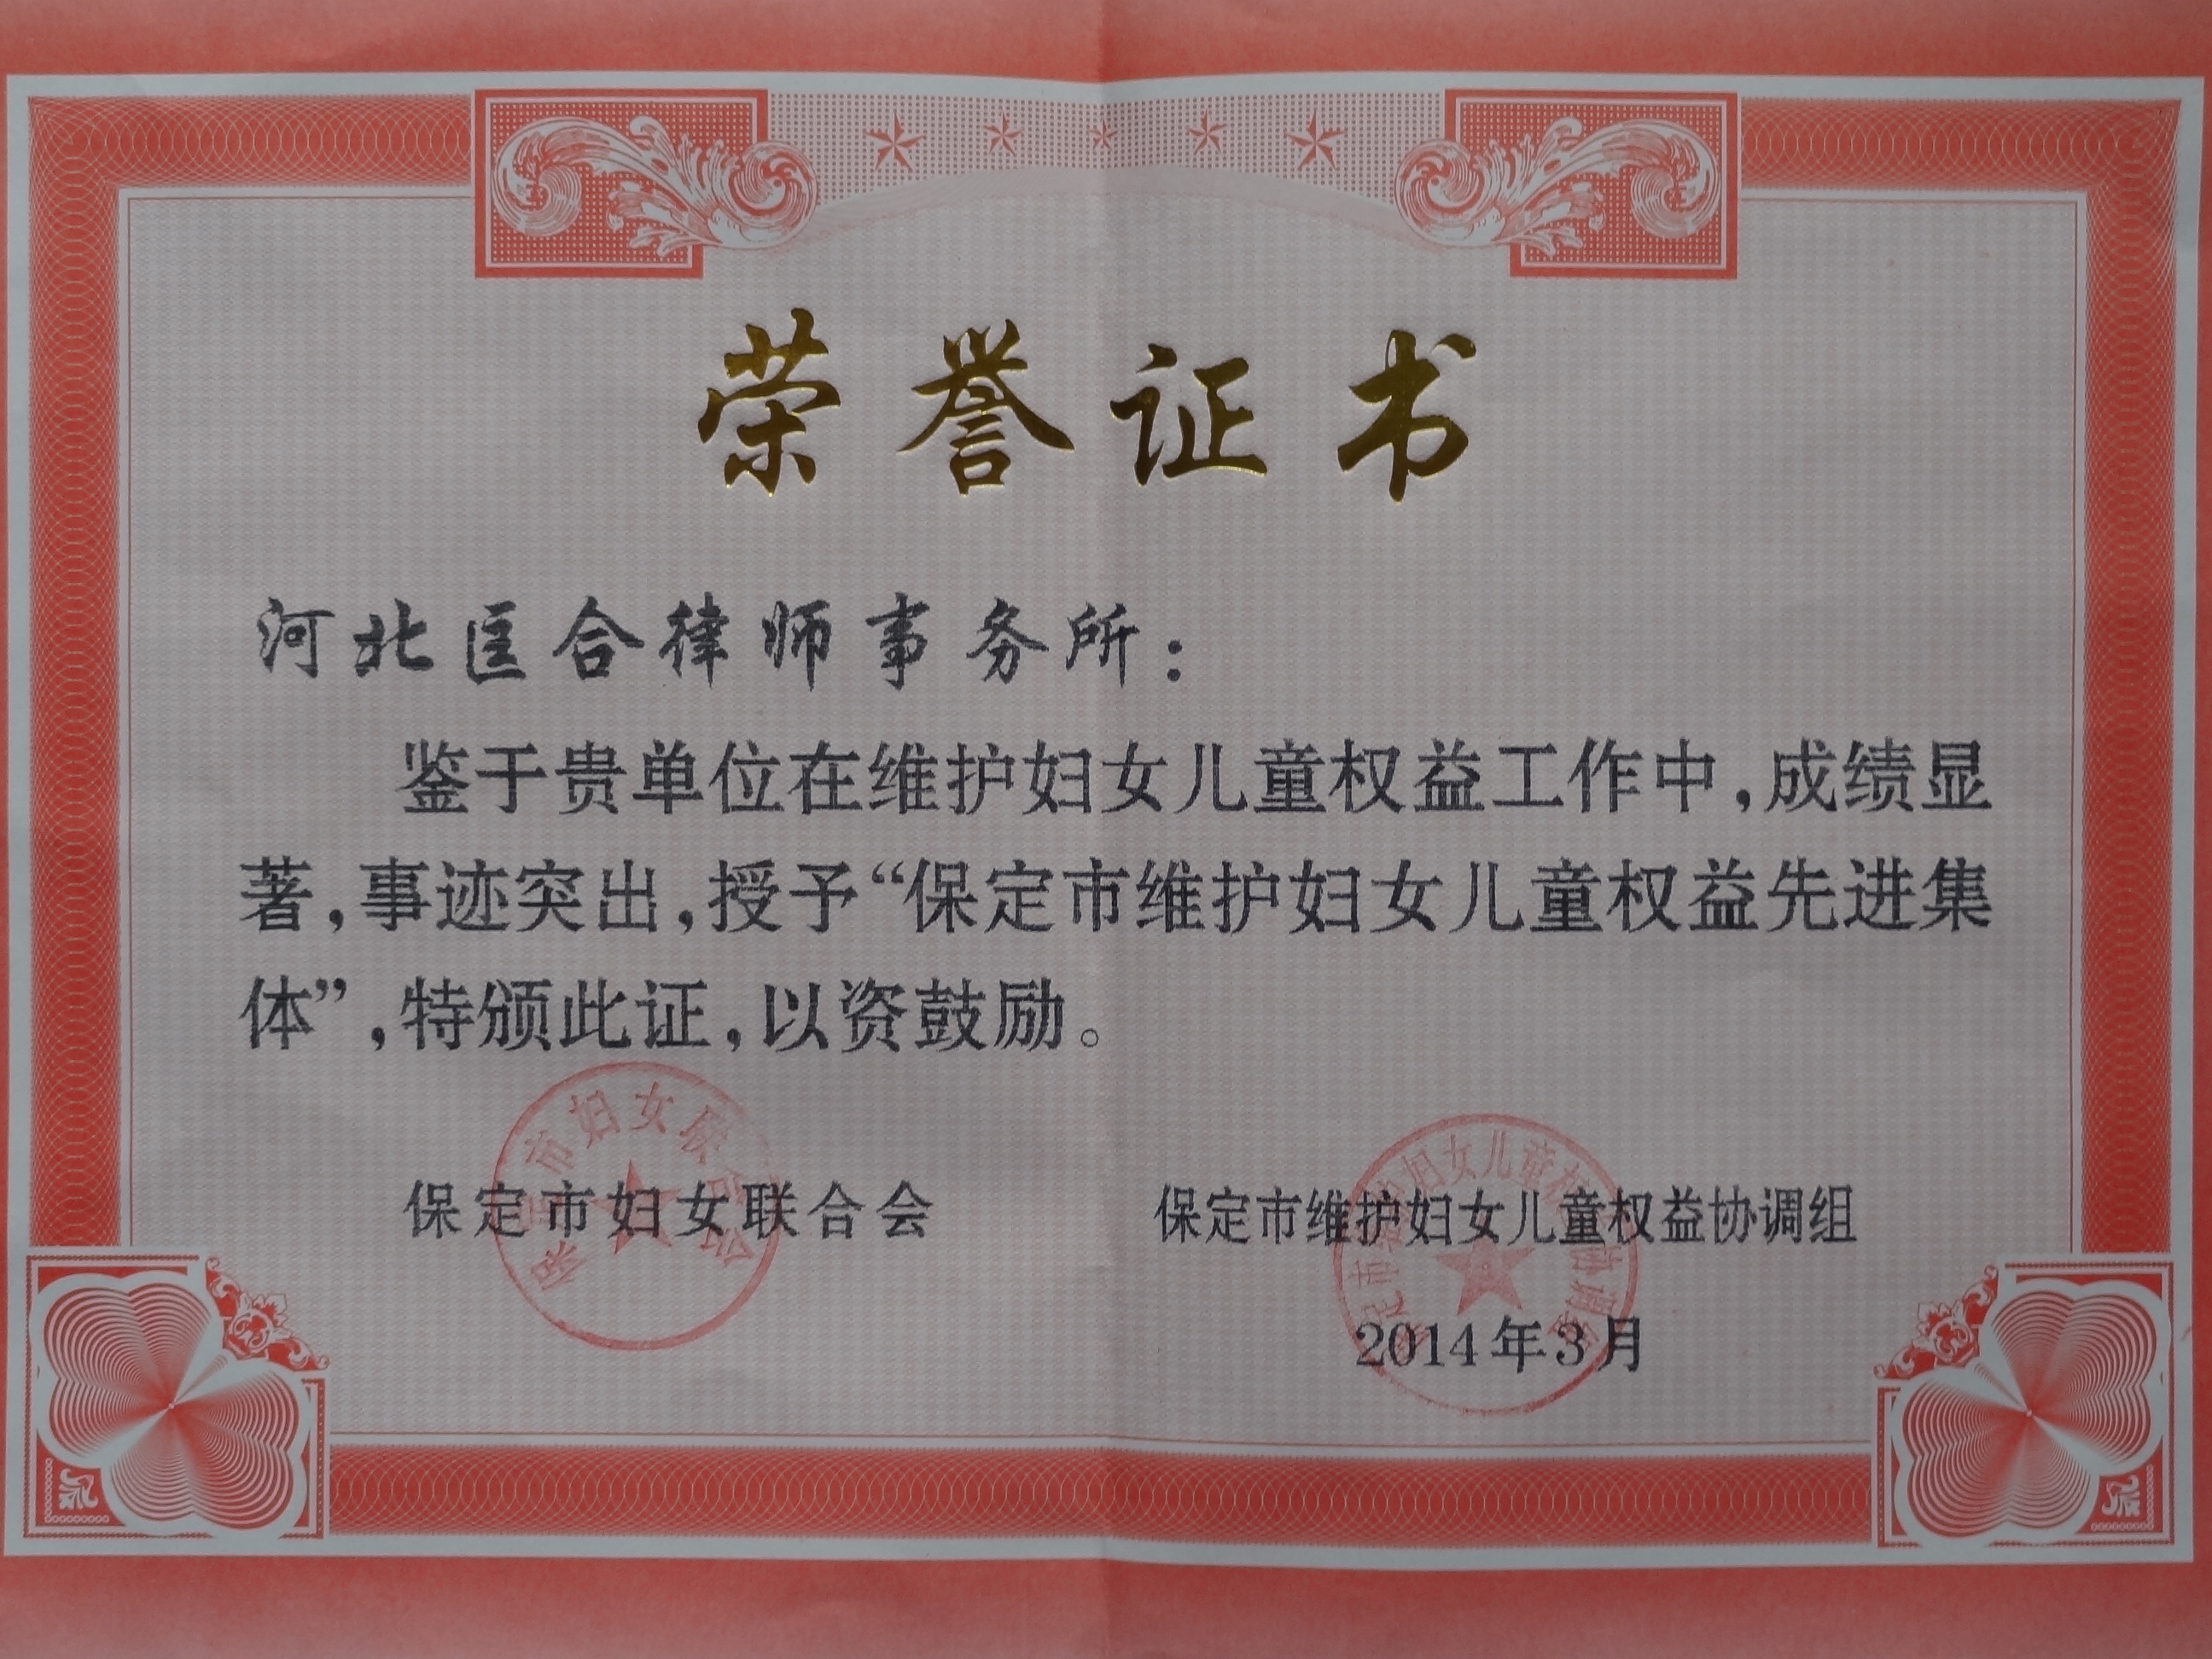 荣誉证书
河北匡合律师事务所：
鉴于贵单位在维护妇女儿童权益工作中，成绩显
著，事迹突出，授予“保定市维护妇女儿童权益先进集
体”，特颁此证，以资鼓励。
保定市妇女联合会
保定市维护妇女儿童权益协调组
2014年3月